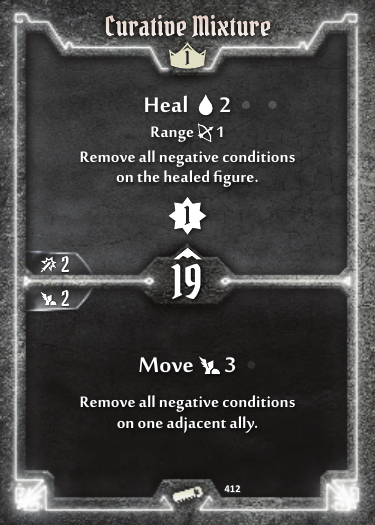 Curative Mixture
1
Heal 2
Range 1
Remove all negative conditions
on the healed figure.
1
2
19
2
Move 3
Remove all negative conditions
on one adjacent ally.
412